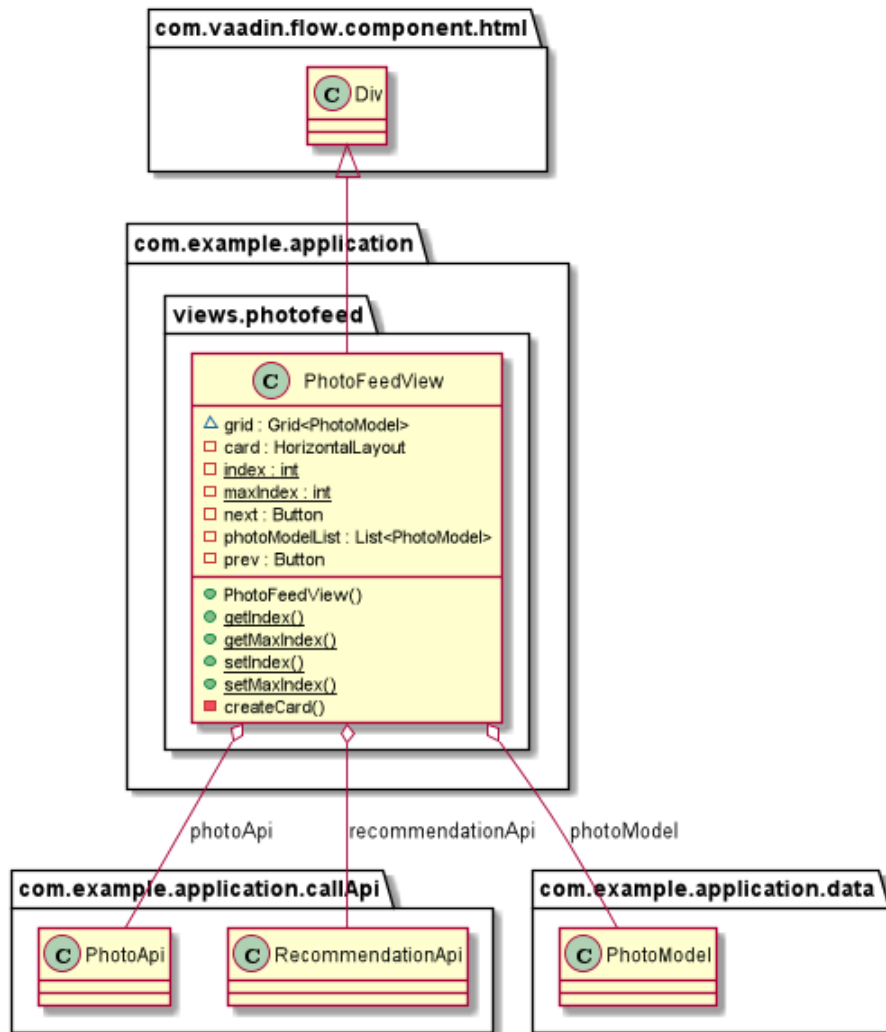 com.vaadin.flow.component.html
C Div
com.example.application
views.photofeed
C PhotoFeedView
grid : Grid<PhotoModel>
card : HorizontalLayout
index : int
maxIndex : int
next : Button
photoModelList : List<PhotoModel>
prev : Button
PhotoFeedView()
getIndex()
getMaxIndex()
setIndex()
setMaxIndex()
createCard()
photoApi
recommendationApi
photoModel
com.example.application.callApi
C PhotoApi
C RecommendationApi
com.example.application.data
C PhotoModel